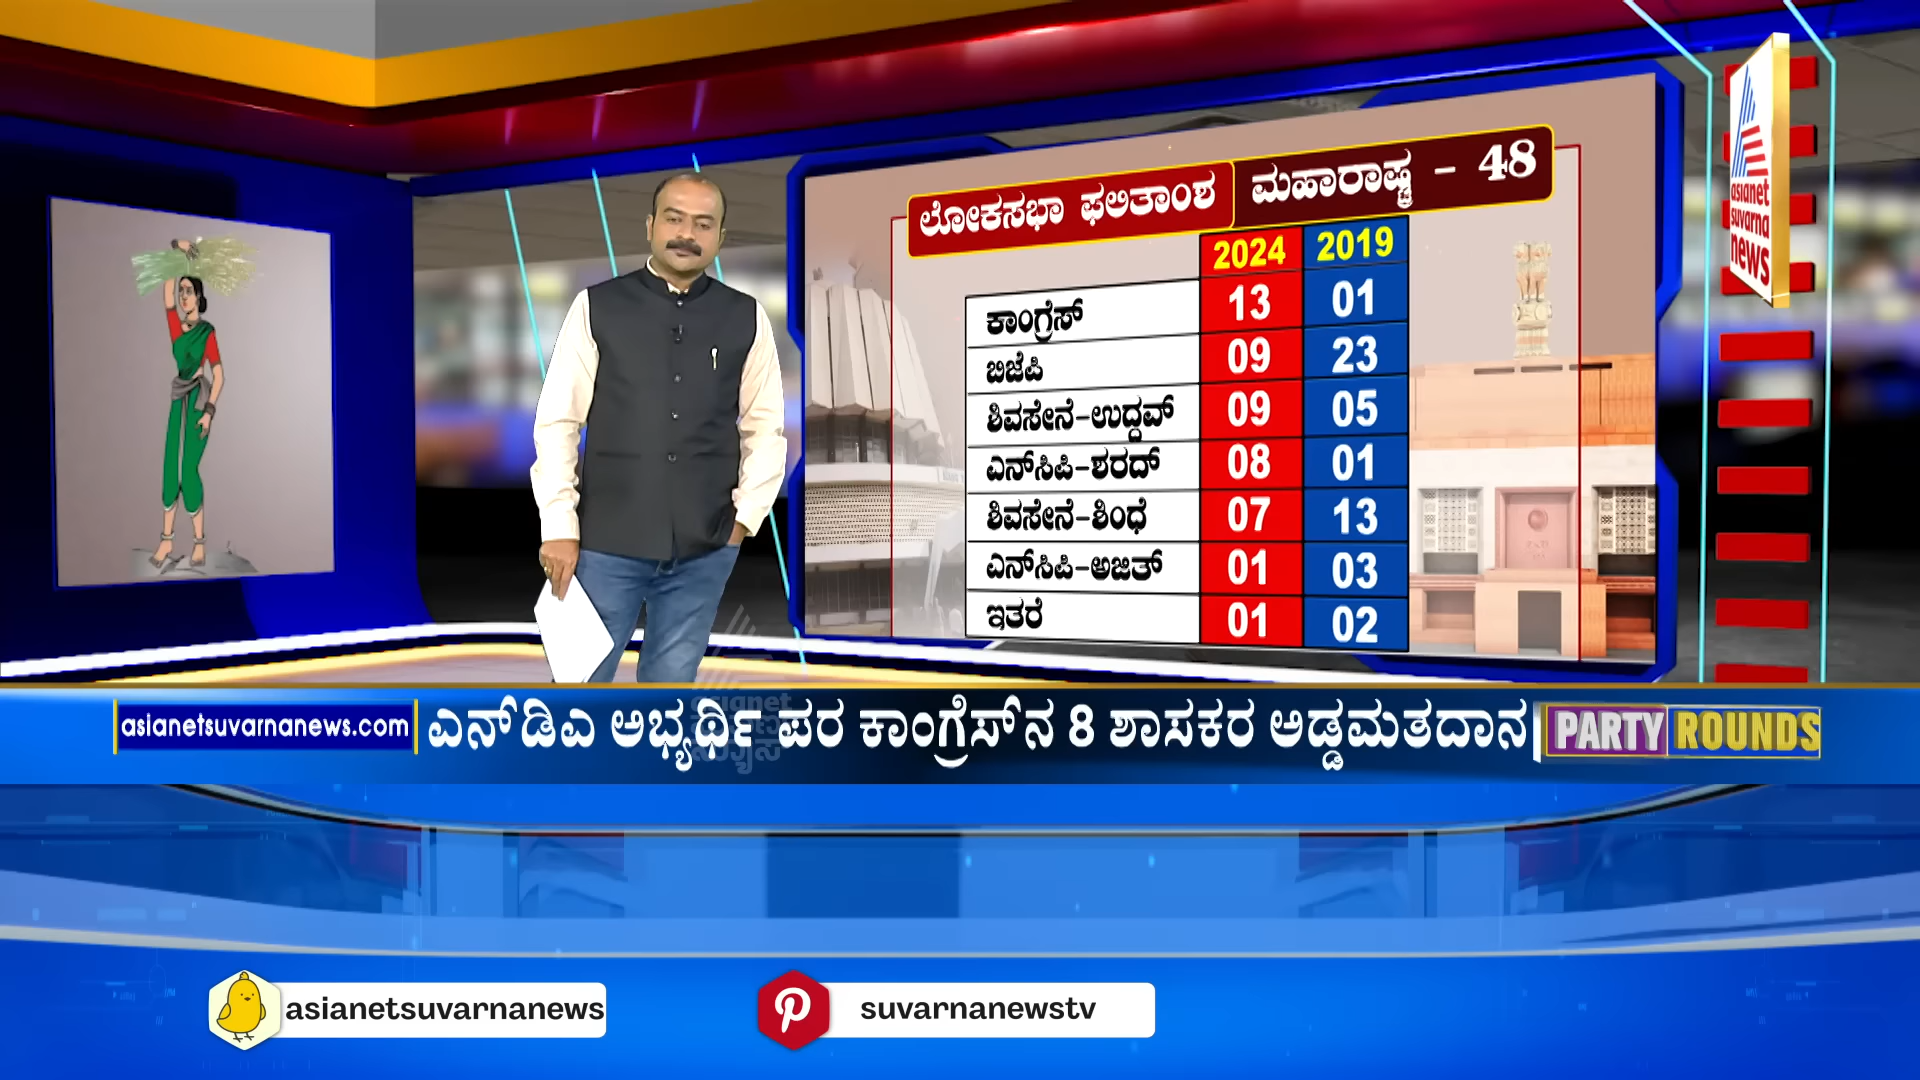 ಲೋಕಸಭಾ ಫಲಿತಾಂಶ ಮಹಾರಾಷ್ಟ್ರ - 48
2024 2019
ಕಾಂಗ್ರೆಸ್ 13 01
ಬಿಜೆಪಿ 09 23
ಶಿವಸೇನೆ-ಉದ್ದವ್ 09 05
ಎನ್‌ಸಿಪಿ-ಶರದ್ 08 01
ಶಿವಸೇನೆ-ಶಿಂಧೆ 07 13
ಎನ್‌ಸಿಪಿ-ಅಜಿತ್ 01 03
ಇತರೆ 01 02
asianet
suvarna
news
asianetsuvarnanews.com ಎನ್‌ಡಿಎ ಅಭ್ಯರ್ಥಿ ಪರ ಕಾಂಗ್ರೆಸ್‌ನ 8 ಶಾಸಕರ ಅಡ್ಡಮತದಾನ PARTY ROUNDS
asianetsuvarnanews suvarnanewstv